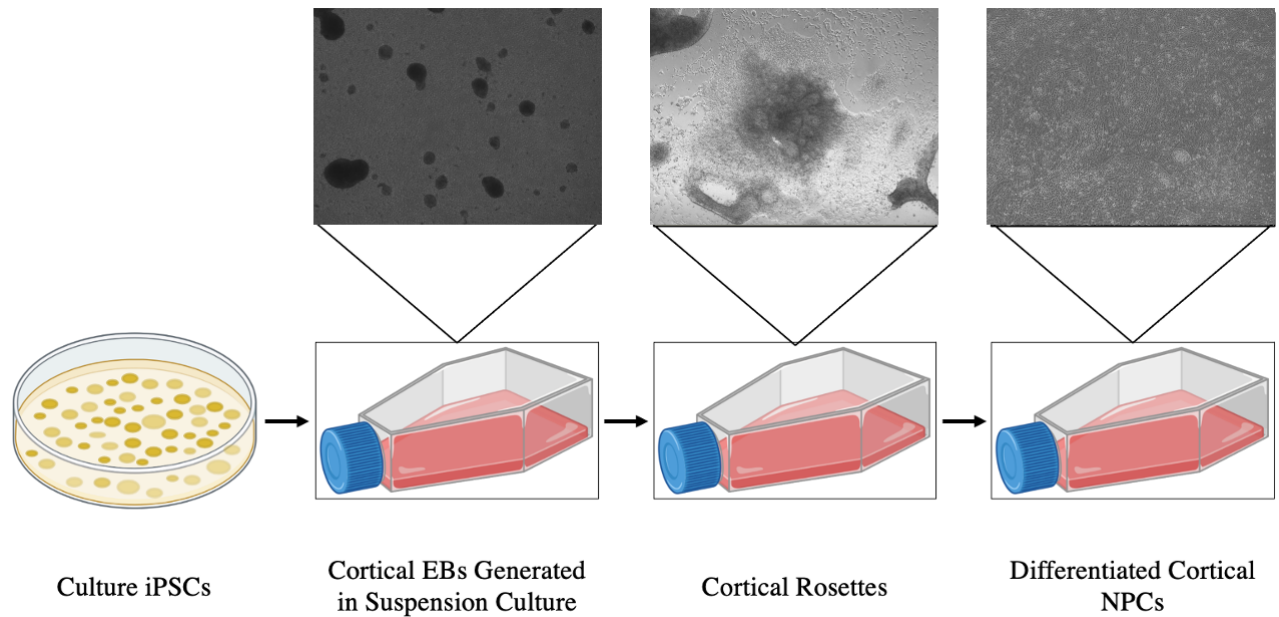 Culture iPSCs
Cortical EBs Generated
in Suspension Culture
Cortical Rosettes
Differentiated Cortical
NPCs